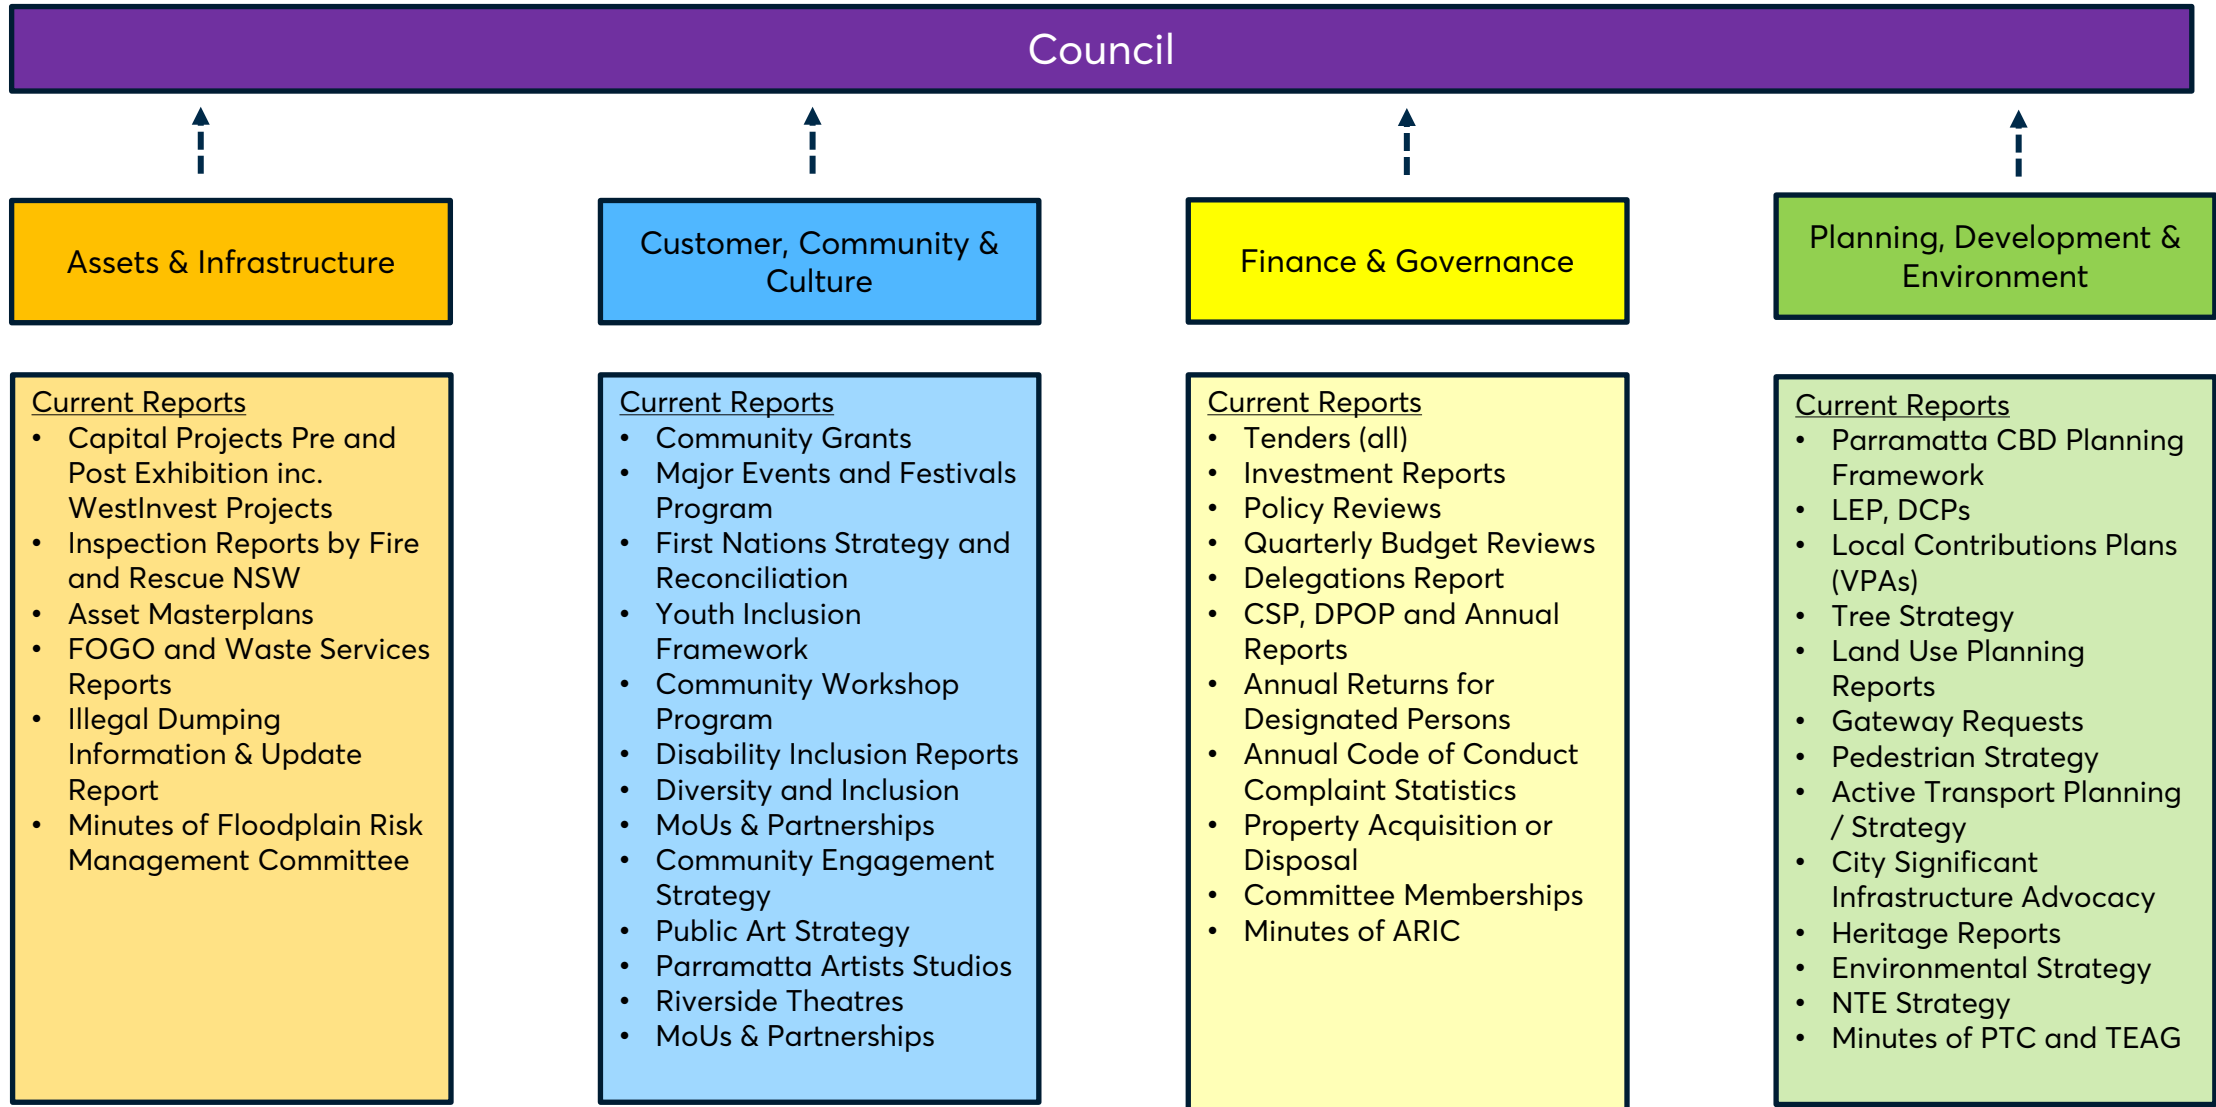 Council
Assets & Infrastructure
Current Reports
• Capital Projects Pre and
Post Exhibition inc.
WestInvest Projects
• Inspection Reports by Fire
and Rescue NSW
• Asset Masterplans
• FOGO and Waste Services
Reports
• Illegal Dumping
Information & Update
Report
• Minutes of Floodplain Risk
Management Committee
Customer, Community &
Culture
Current Reports
• Community Grants
• Major Events and Festivals
Program
• First Nations Strategy and
Reconciliation
• Youth Inclusion
Framework
• Community Workshop
Program
• Disability Inclusion Reports
• Diversity and Inclusion
• MoUs & Partnerships
• Community Engagement
Strategy
• Public Art Strategy
• Parramatta Artists Studios
• Riverside Theatres
• MoUs & Partnerships
Finance & Governance
Current Reports
• Tenders (all)
• Investment Reports
• Policy Reviews
• Quarterly Budget Reviews
• Delegations Report
• CSP, DPOP and Annual
Reports
• Annual Returns for
Designated Persons
• Annual Code of Conduct
Complaint Statistics
• Property Acquisition or
Disposal
• Committee Memberships
• Minutes of ARIC
Planning, Development &
Environment
Current Reports
• Parramatta CBD Planning
Framework
• LEP, DCPs
• Local Contributions Plans
(VPAs)
• Tree Strategy
• Land Use Planning
Reports
• Gateway Requests
• Pedestrian Strategy
• Active Transport Planning
/ Strategy
• City Significant
Infrastructure Advocacy
• Heritage Reports
• Environmental Strategy
• NTE Strategy
• Minutes of PTC and TEAG